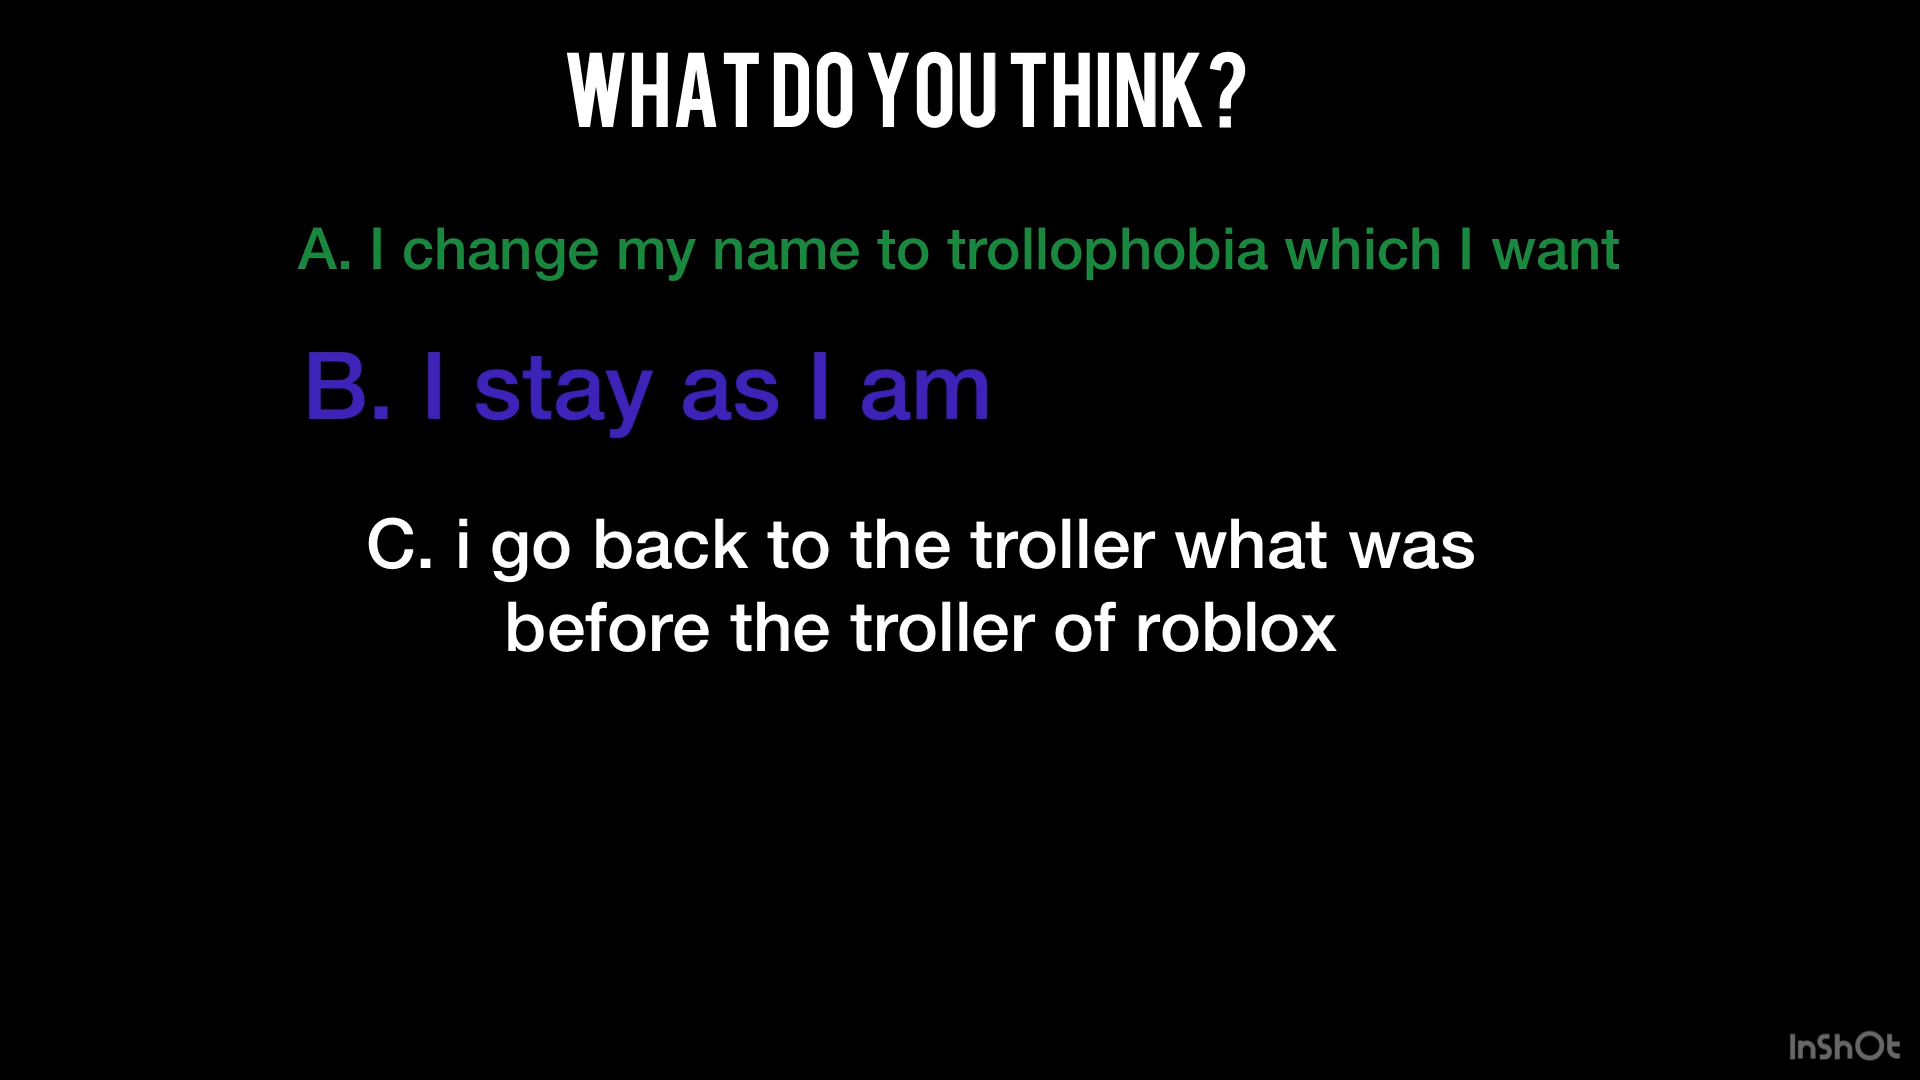 WHAT DO YOU THINK?
A. I change my name to trollophobia which I want
B. I stay as I am
C. i go back to the troller what was
before the troller of roblox
InShOt